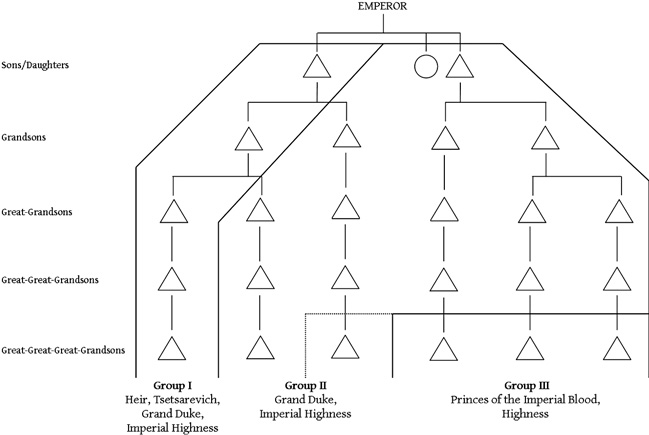 EMPEROR
Sons/Daughters
Grandsons
Great-Grandsons
Great-Great-Grandsons
Great-Great-Great-Grandsons
Group I
Heir, Tsetsarevich,
Grand Duke,
Imperial Highness
Group II
Grand Duke,
Imperial Highness
Group III
Princes of the Imperial Blood,
Highness